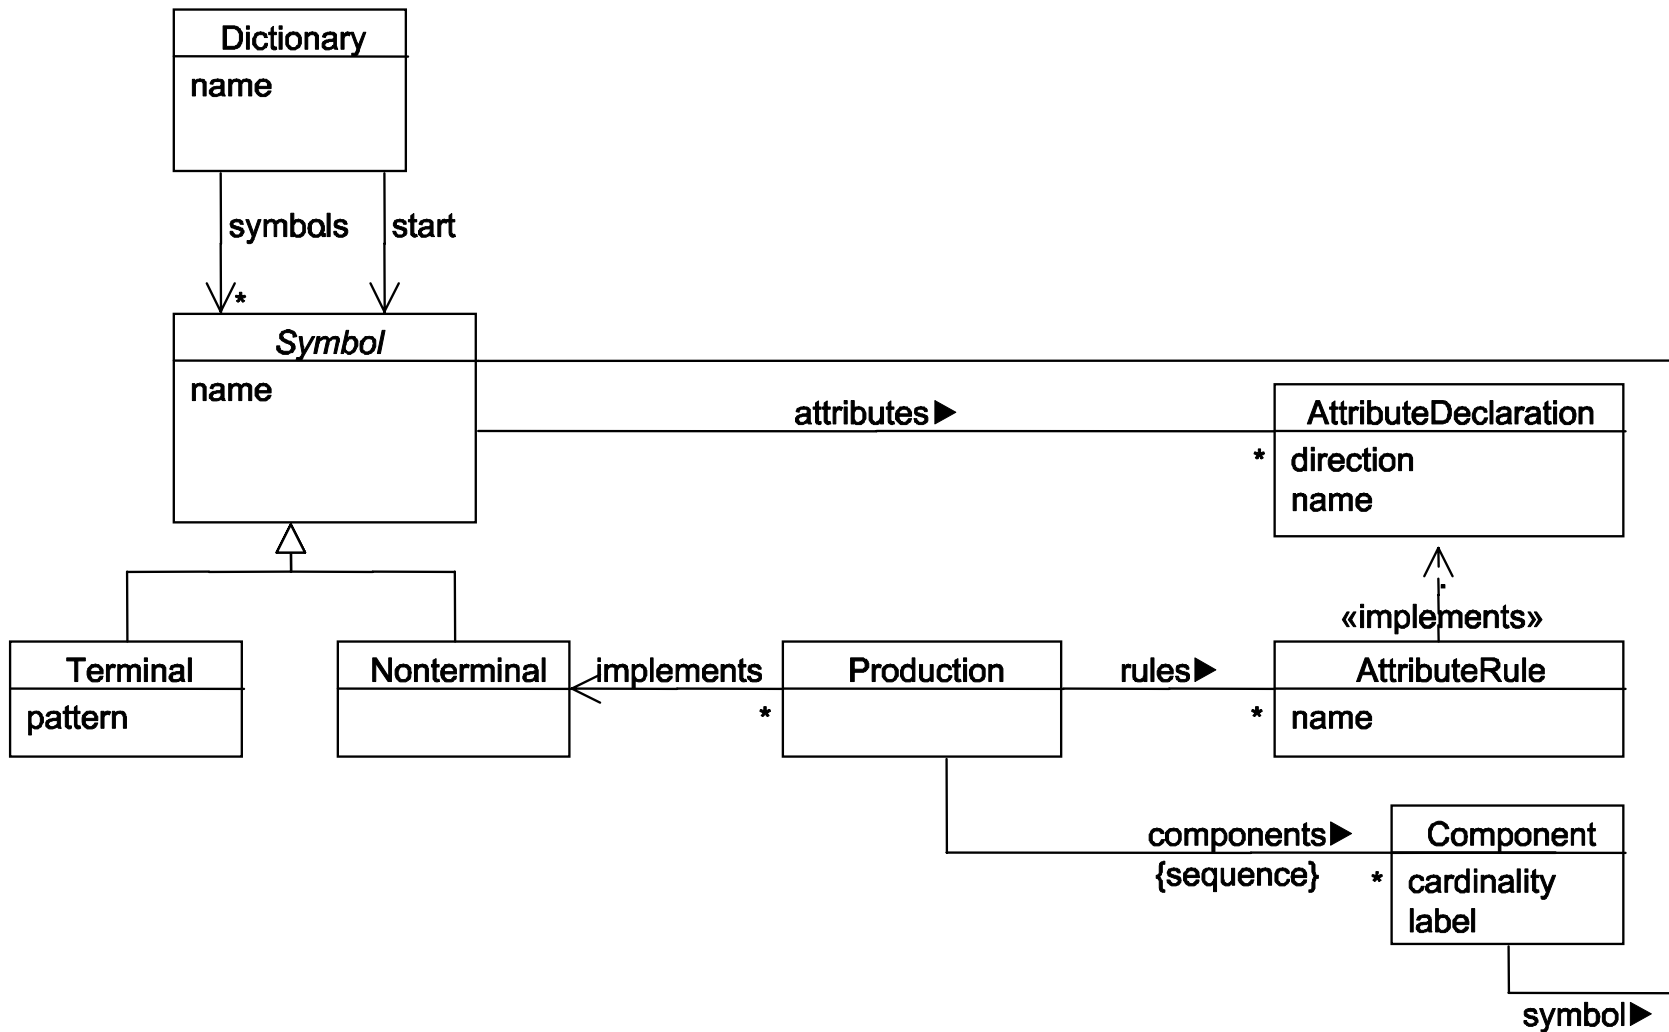 Dictionary
name
symbols
start
*
Symbol
name
attributes▶
AttributeDeclaration
*
direction
name
«implements»
Terminal
pattern
Nonterminal
implements
*
Production
rules▶
*
AttributeRule
name
components▶
{sequence}
*
Component
cardinality
label
symbol▶